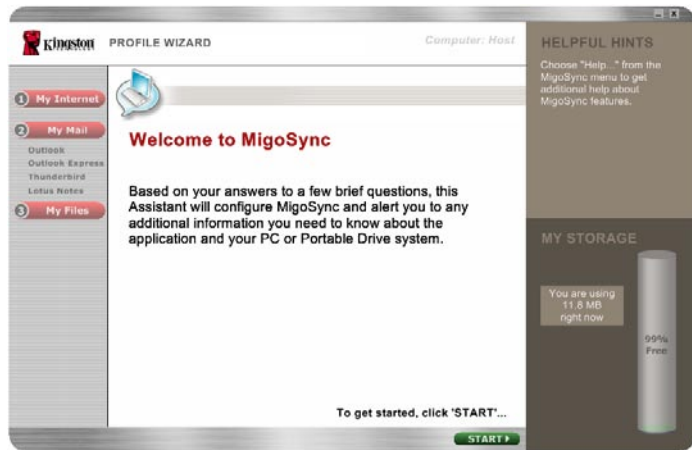 Kingston
TECHNOLOGY
PROFILE WIZARD
Computer: Host
1 My Internet
2 My Mail
Outlook
Outlook Express
Thunderbird
Lotus Notes
3 My Files
Welcome to MigoSync
Based on your answers to a few brief questions, this
Assistant will configure MigoSync and alert you to any
additional information you need to know about the
application and your PC or Portable Drive system.
To get started, click 'START'...
START
HELPFUL HINTS
Choose "Help..." from the
MigoSync menu to get
additional help about
MigoSync features.
MY STORAGE
You are using
11.8 MB
right now
99%
Free